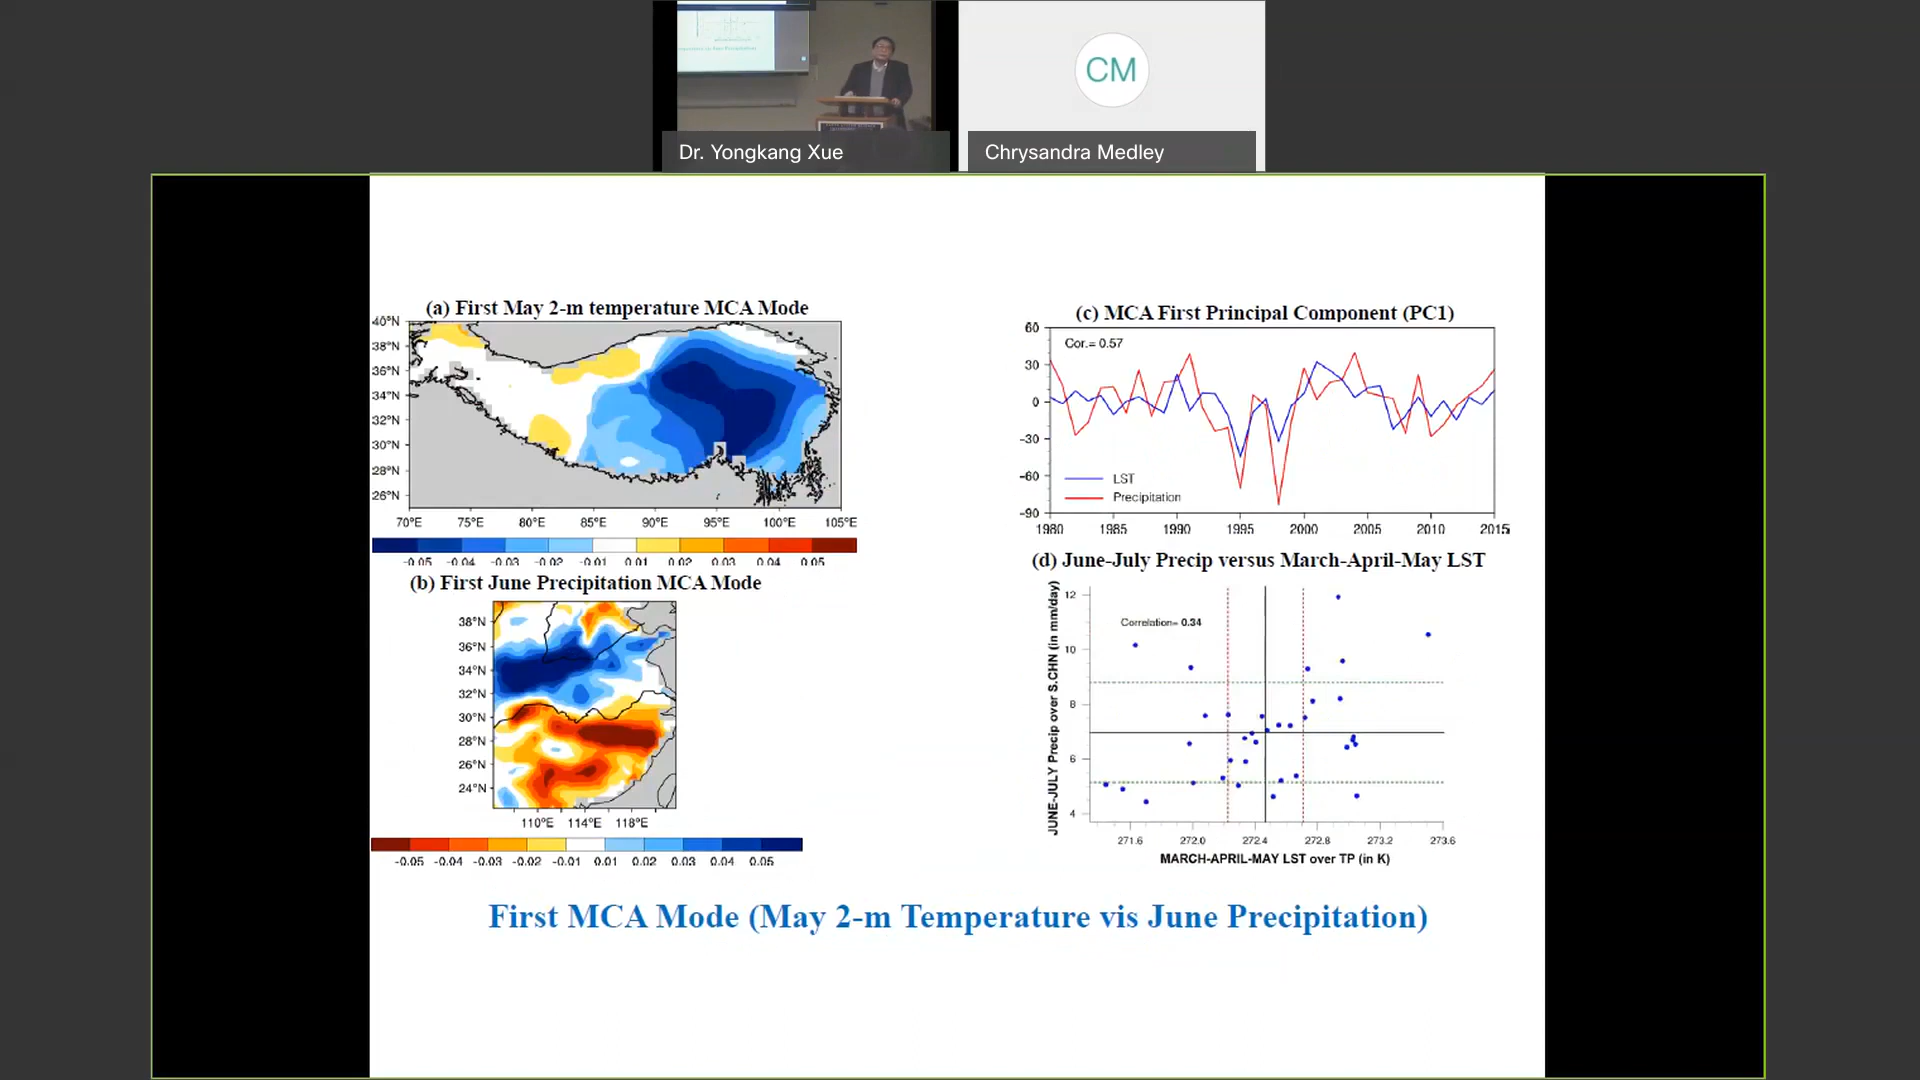 CM
Dr. Yongkang Xue
Chrysandra Medley
(a) First May 2-m temperature MCA Mode
40°N
38°N
36°N
34°N
32°N
30°N
28°N
26°N
70°E 75°E 80°E 85°E 90°E 95°E 100°E 105°E
-0.05 -0.04 -0.03 -0.02 -0.01 0.01 0.02 0.03 0.04 0.05
(b) First June Precipitation MCA Mode
38°N
36°N
34°N
32°N
30°N
28°N
26°N
24°N
110°E 114°E 118°E
-0.05 -0.04 -0.03 -0.02 -0.01 0.01 0.02 0.03 0.04 0.05
(c) MCA First Principal Component (PC1)
60
30
0
-30
-60
-90
Cor.= 0.57
LST
Precipitation
1980 1985 1990 1995 2000 2005 2010 2015
(d) June-July Precip versus March-April-May LST
JUNE-JULY Precip over S.CHN (in mm/day)
12
10
8
6
4
Correlation= 0.34
271.6 272.0 272.4 272.8 273.2 273.6
MARCH-APRIL-MAY LST over TP (in K)
First MCA Mode (May 2-m Temperature vis June Precipitation)